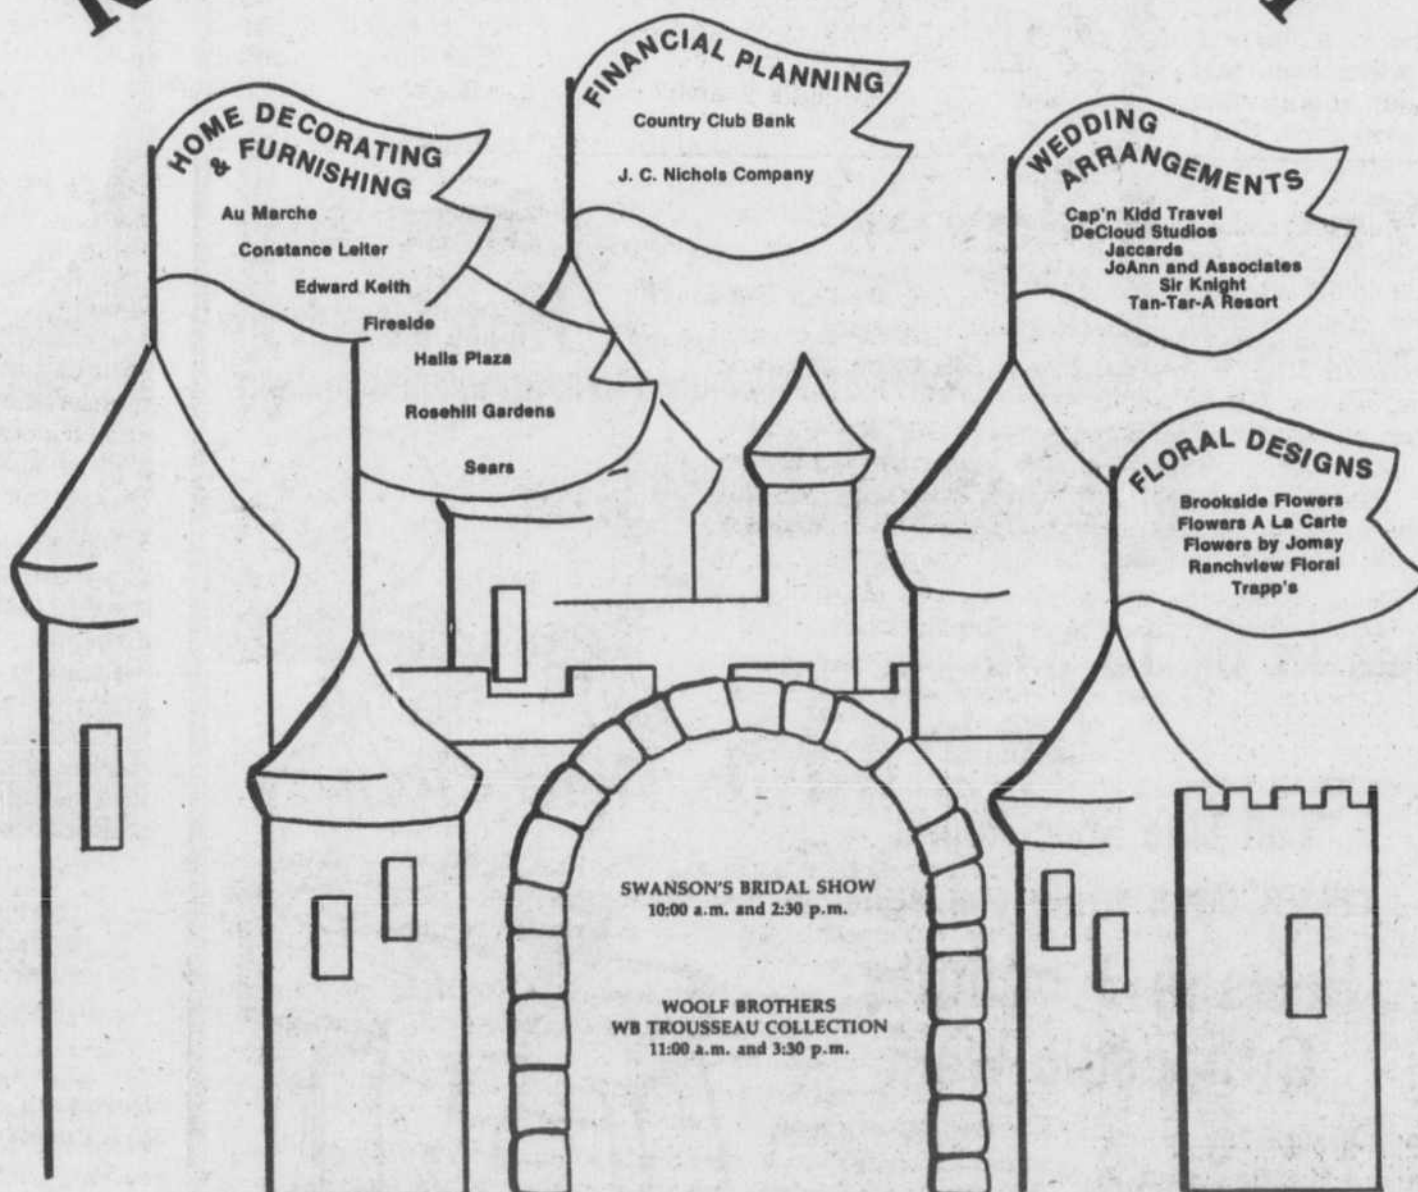 HOME DECORATING
& FURNISHING
Au Marche
Constance Leiter
Edward Keith
Fireside
Halls Plaza
Rosehill Gardens
Sears
FINANCIAL PLANNING
Country Club Bank
J. C. Nichols Company
WEDDING
ARRANGEMENTS
Cap'n Kidd Travel
DeCloud Studios
Jaccards
JoAnn and Associates
Sir Knight
Tan-Tar-A Resort
FLORAL DESIGNS
Brookside Flowers
Flowers A La Carte
Flowers by Jomay
Ranchview Floral
Trapp's
SWANSON'S BRIDAL SHOW
10:00 a.m. and 2:30 p.m.
WOOLF BROTHERS
WB TROUSSEAU COLLECTION
11:00 a.m. and 3:30 p.m.